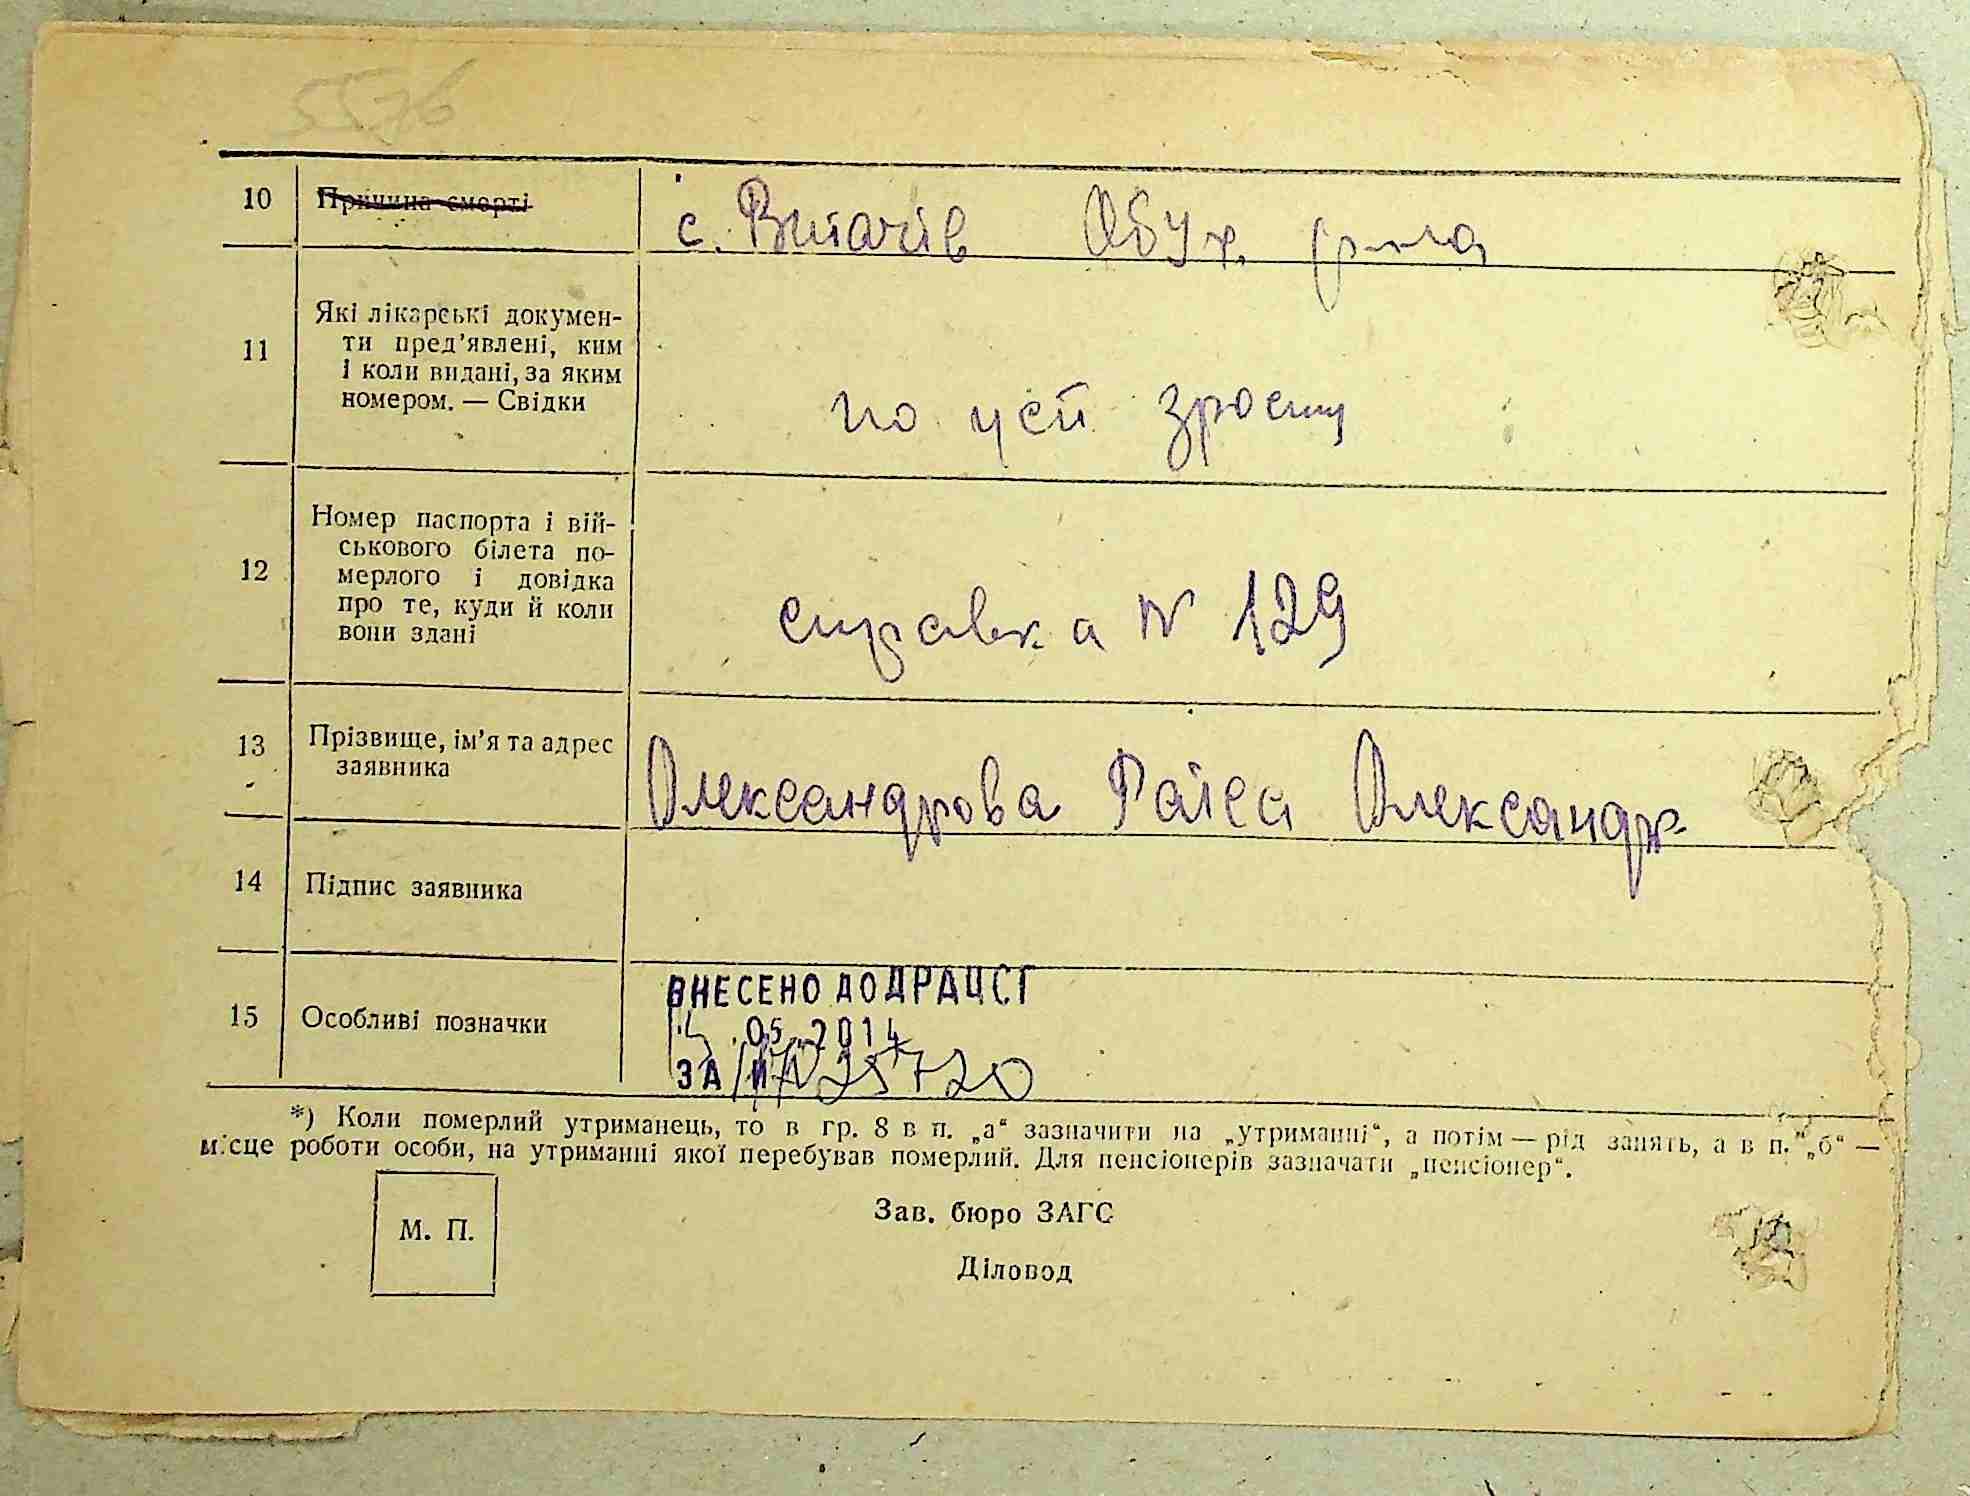 5576
10 Причина смерті с. Витачів Обух. р-на
11 Які лікарські докумен-
ти пред'явлені, ким
і коли видані, за яким
номером. — Свідки
по усй зросту
12 Номер паспорта і вій-
ськового білета по-
мерлого і довідка
про те, куди й коли
вони здані
справка N 129
13 Прізвище, ім'я та адрес
заявника
Олександрова Раїса Олександр
14 Підпис заявника
15 Особливі позначки
ВНЕСЕНО ДО ДРАЦСГ
.05.2014
ЗА 25720
*) Коли померлий утриманець, то в гр. 8 в п. „а“ зазначити на „утриманні“, а потім — рід занять, а в п. „б“ —
місце роботи особи, на утриманні якої перебував померлий. Для пенсіонерів зазначати „пенсіонер“.
М. П.
Зав. бюро ЗАГС
Діловод